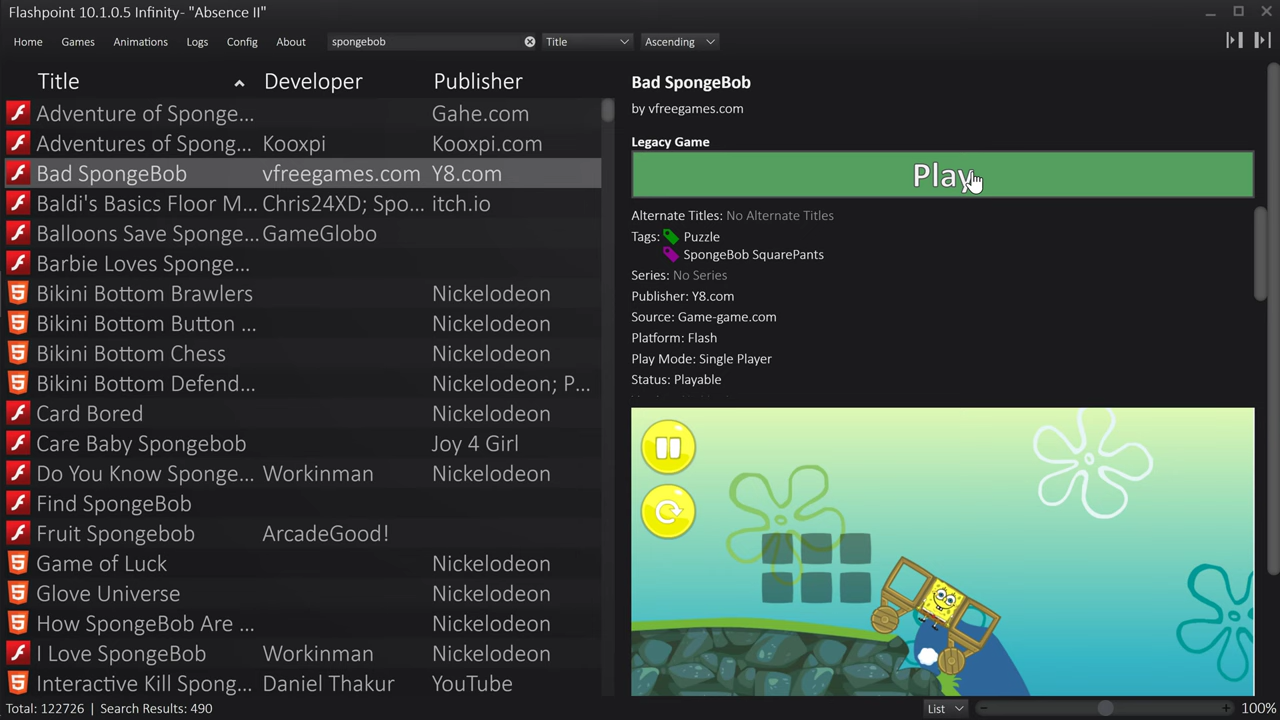 Flashpoint 10.1.0.5 Infinity- "Absence II"
Home Games Animations Logs Config About spongebob Title Ascending
Title Developer Publisher
Adventure of Sponge... Gahe.com
Adventures of Spong... Kooxpi Kooxpi.com
Bad SpongeBob vfreegames.com Y8.com
Baldi's Basics Floor M... Chris24XD; Spo... itch.io
Balloons Save Sponge... GameGlobo
Barbie Loves Sponge...
Bikini Bottom Brawlers Nickelodeon
Bikini Bottom Button ... Nickelodeon
Bikini Bottom Chess Nickelodeon
Bikini Bottom Defend... Nickelodeon; P...
Card Bored Nickelodeon
Care Baby Spongebob Joy 4 Girl
Do You Know Sponge... Workinman Nickelodeon
Find SpongeBob
Fruit Spongebob ArcadeGood!
Game of Luck Nickelodeon
Glove Universe Nickelodeon
How SpongeBob Are ... Nickelodeon
I Love SpongeBob Workinman Nickelodeon
Interactive Kill Spong... Daniel Thakur YouTube
Bad SpongeBob
by vfreegames.com
Legacy Game
Play
Alternate Titles: No Alternate Titles
Tags: Puzzle
SpongeBob SquarePants
Series: No Series
Publisher: Y8.com
Source: Game-game.com
Platform: Flash
Play Mode: Single Player
Status: Playable
Total: 122726 | Search Results: 490
List 100%